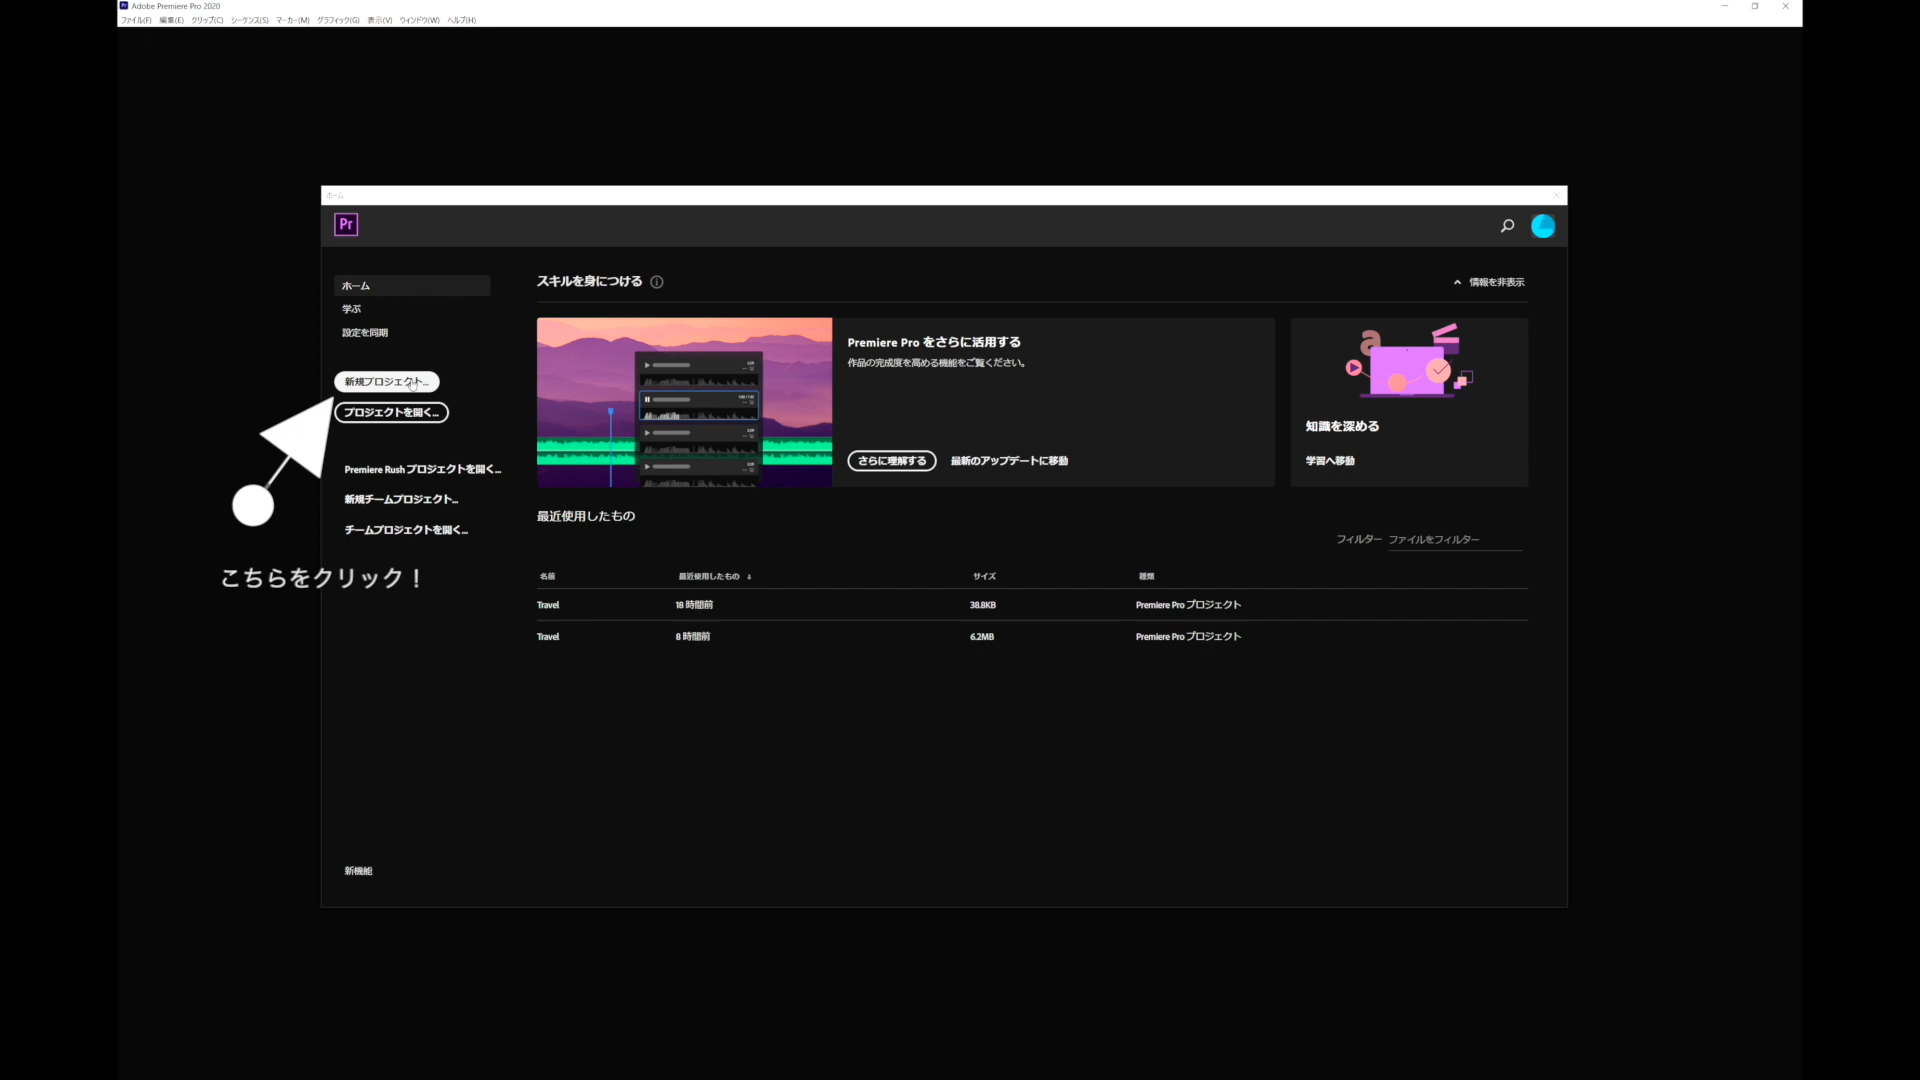 Adobe Premiere Pro 2020
ファイル(F) 編集(E) クリップ(C) シーケンス(S) マーカー(M) グラフィック(G) 表示(V) ウィンドウ(W) ヘルプ(H)
ホーム
Pr
ホーム
学ぶ
設定を同期
新規プロジェクト...
プロジェクトを開く...
Premiere Rush プロジェクトを開く...
新規チームプロジェクト...
チームプロジェクトを開く...
こちらをクリック！
新機能
スキルを身につける
情報を非表示
Premiere Pro をさらに活用する
作品の完成度を高める機能をご覧ください。
さらに理解する 最新のアップデートに移動
a
知識を深める
学習へ移動
最近使用したもの
フィルター ファイルをフィルター
名前 最近使用したもの ↓ サイズ 種類
Travel 18 時間前 38.8KB Premiere Pro プロジェクト
Travel 8 時間前 6.2MB Premiere Pro プロジェクト